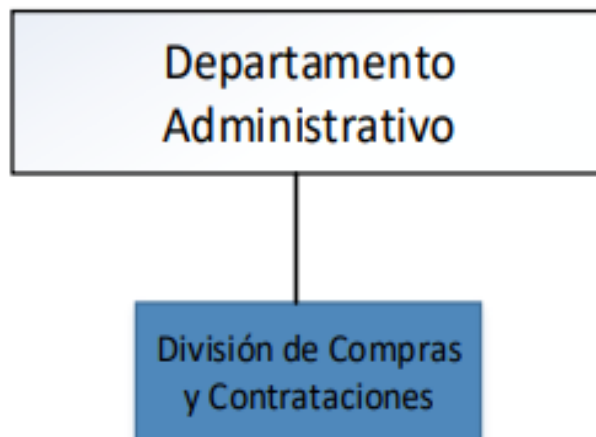 Departamento
Administrativo
División de Compras
y Contrataciones